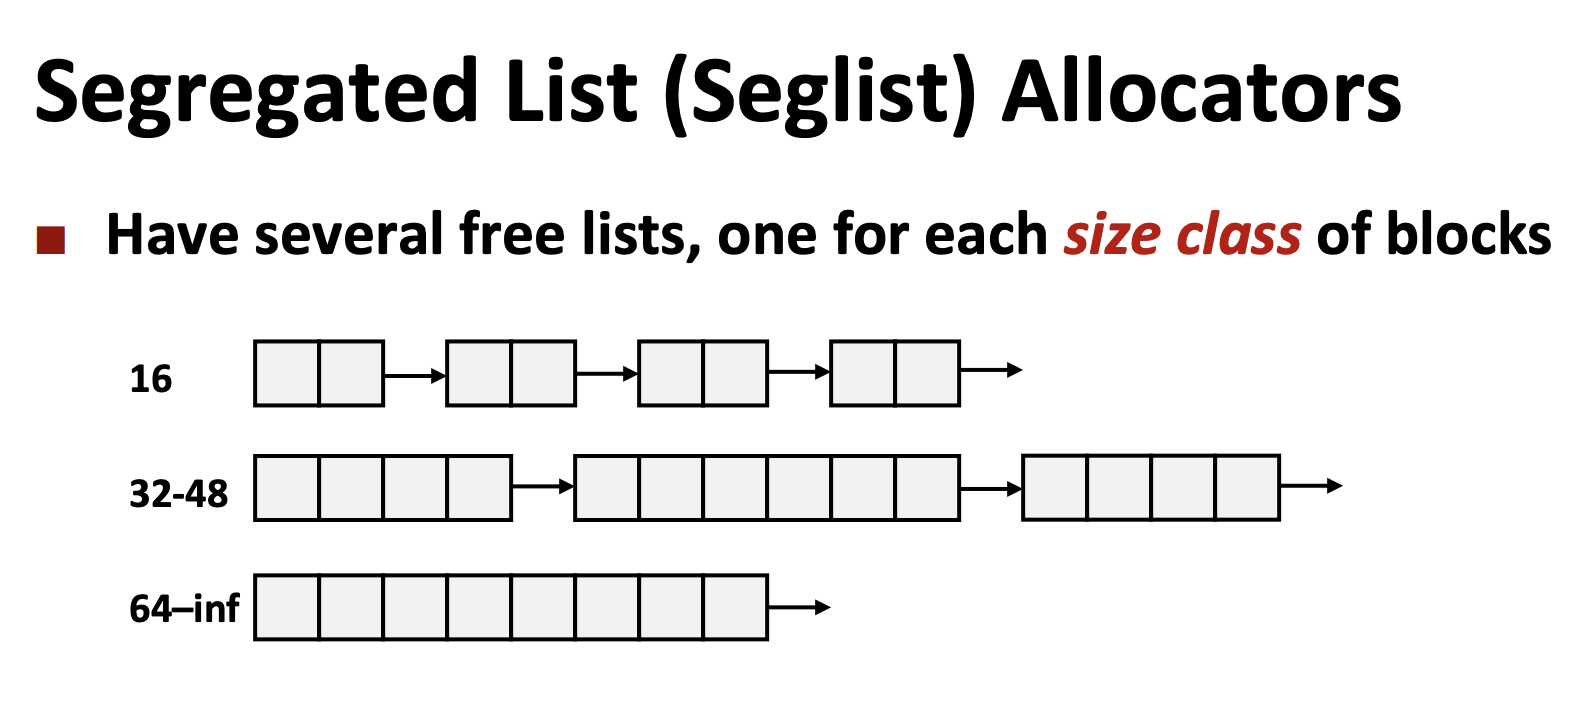 Segregated List (Seglist) Allocators
■ Have several free lists, one for each size class of blocks
16
32-48
64–inf